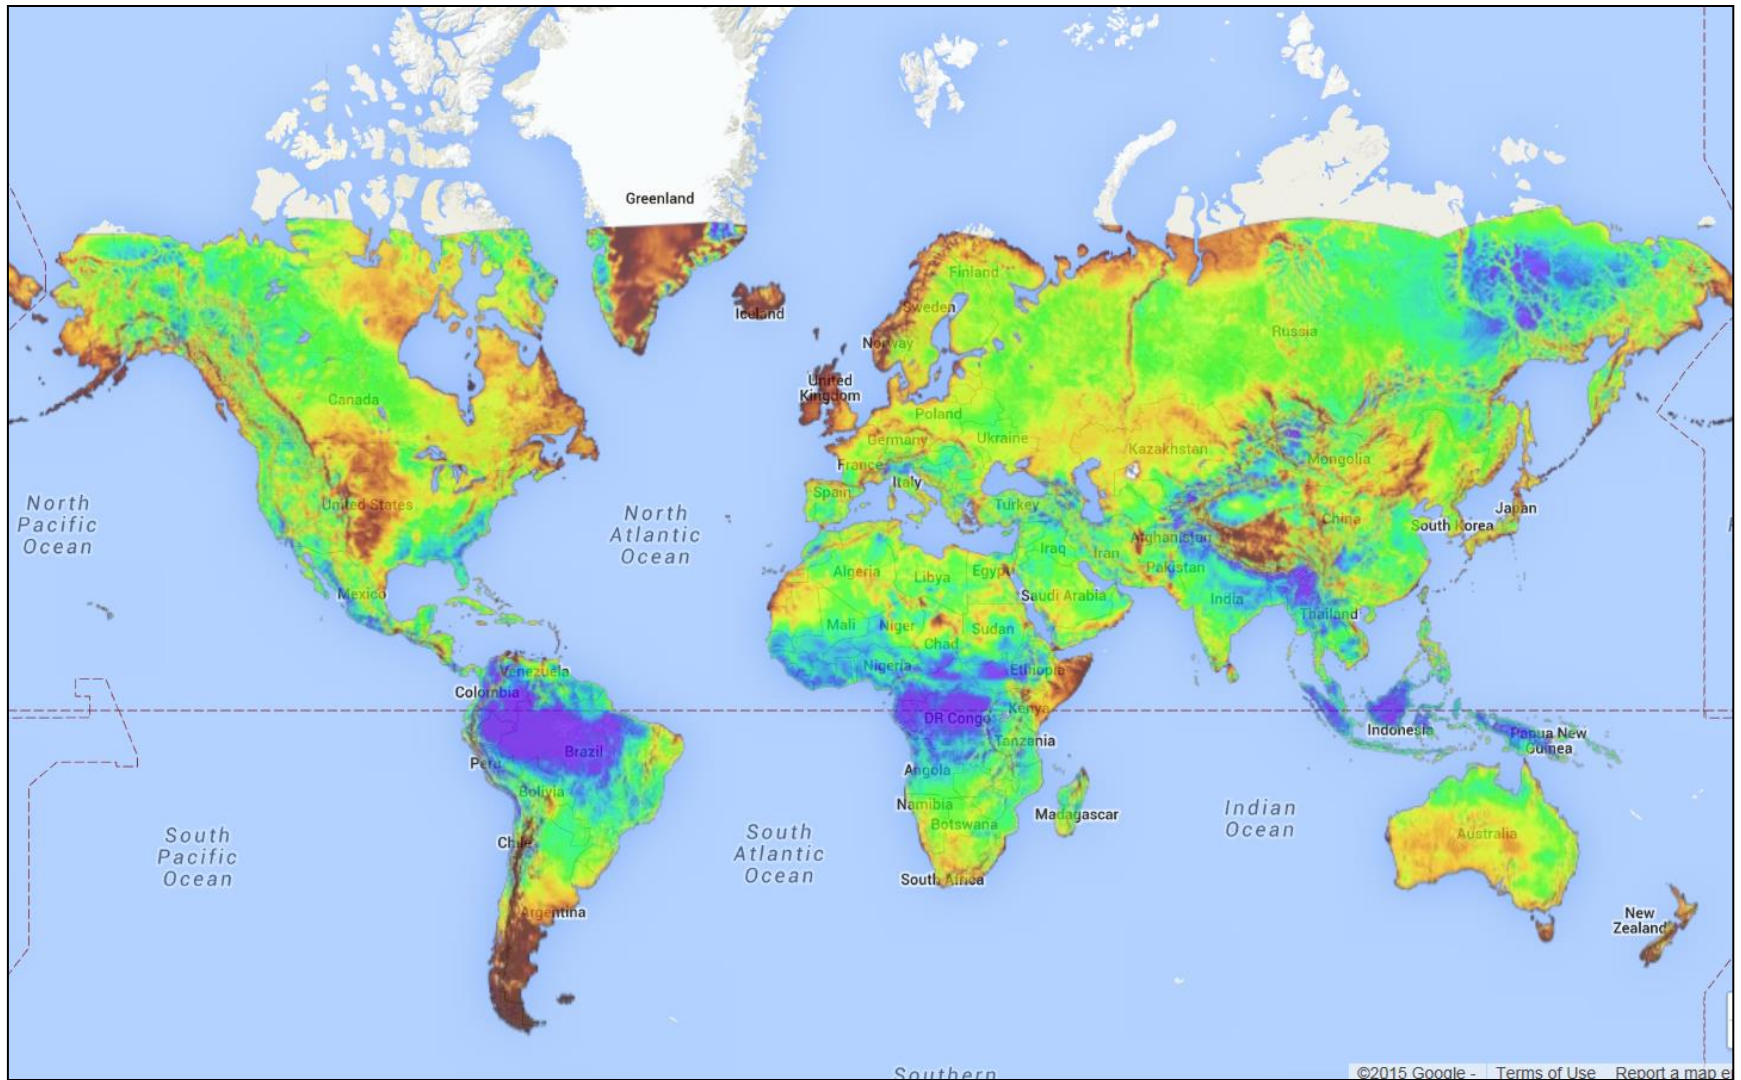 Greenland
Finland
Iceland
Sweden
Russia
Norway
United
Kingdom
Canada
Poland
Germany
Ukraine
Kazakhstan
France
Mongolia
Italy
Spain
United States
Turkey
North
Pacific
Ocean
North
Atlantic
Ocean
Japan
China
South Korea
Afghanistan
Iraq
Iran
Algeria
Libya
Egypt
Pakistan
Mexico
Saudi Arabia
India
Thailand
Mali
Niger
Sudan
Chad
Nigeria
Ethiopia
Venezuela
Colombia
Kenya
DR Congo
Indonesia
Papua New
Guinea
Tanzania
Brazil
Peru
Angola
Bolivia
Namibia
Madagascar
Indian
Ocean
Botswana
Australia
South
Pacific
Ocean
South
Atlantic
Ocean
Chile
South Africa
Argentina
New
Zealand
Southern
©2015 Google - Terms of Use Report a map e